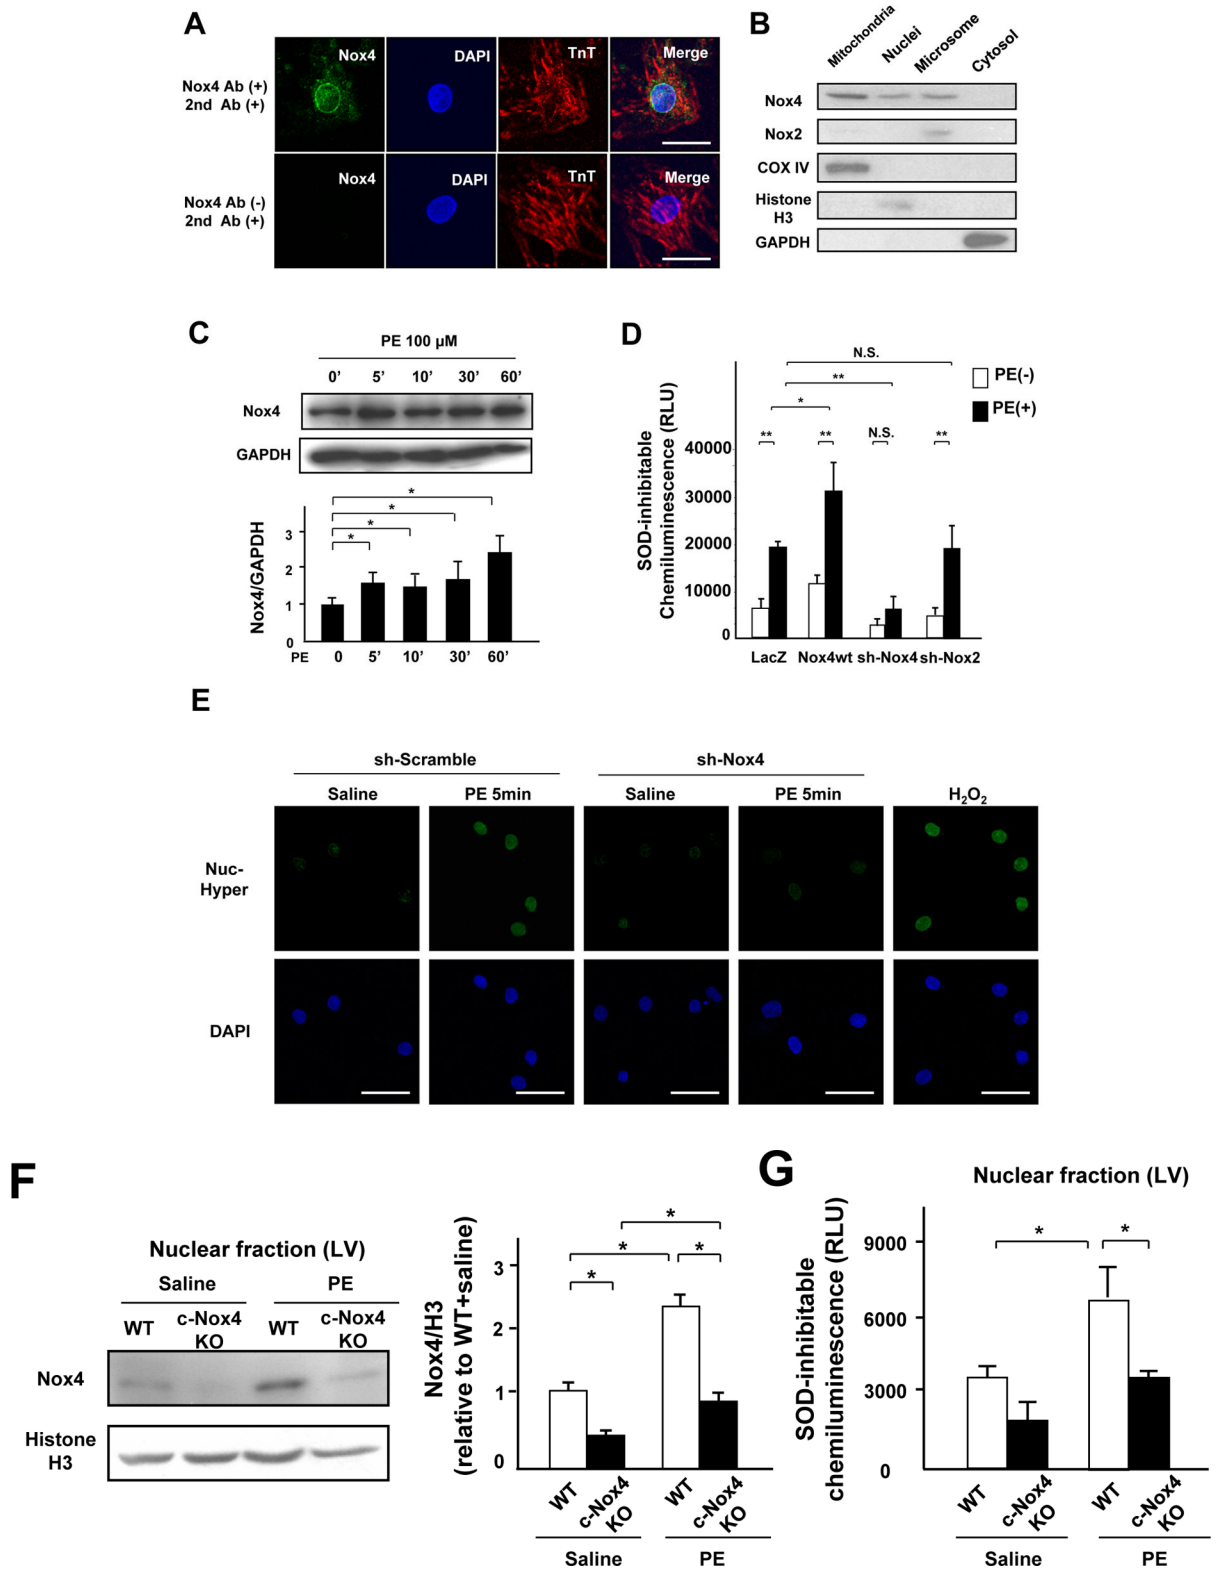 A
Nox4 Ab (+)
2nd Ab (+)
Nox4
DAPI
TnT
Merge
Nox4 Ab (-)
2nd Ab (+)
Nox4
DAPI
TnT
Merge
B
Mitochondria
Nuclei
Microsome
Cytosol
Nox4
Nox2
COX IV
Histone
H3
GAPDH
C
PE 100 µM
0’ 5’ 10’ 30’ 60’
Nox4
GAPDH
Nox4/GAPDH
3
2
1
0
*
*
*
*
PE 0 5’ 10’ 30’ 60’
D
SOD-inhibitable
Chemiluminescence (RLU)
40000
30000
20000
10000
0
N.S.
**
*
** ** N.S. **
PE(-)
PE(+)
LacZ Nox4wt sh-Nox4 sh-Nox2
E
sh-Scramble sh-Nox4
Saline PE 5min Saline PE 5min H₂O₂
Nuc-
Hyper
DAPI
F
Nuclear fraction (LV)
Saline PE
WT c-Nox4 KO WT c-Nox4 KO
Nox4
Histone
H3
Nox4/H3
(relative to WT+saline)
3
2
1
0
*
* *
*
WT
c-Nox4
KO
WT
c-Nox4
KO
Saline PE
G
Nuclear fraction (LV)
SOD-inhibitable
chemiluminescence (RLU)
9000
6000
3000
0
* *
WT
c-Nox4
KO
WT
c-Nox4
KO
Saline PE